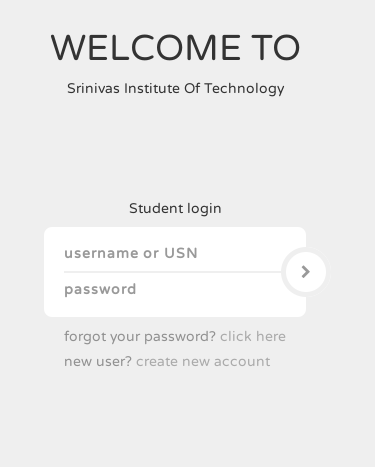 WELCOME TO
Srinivas Institute Of Technology
Student login
username or USN
password
forgot your password? click here
new user? create new account